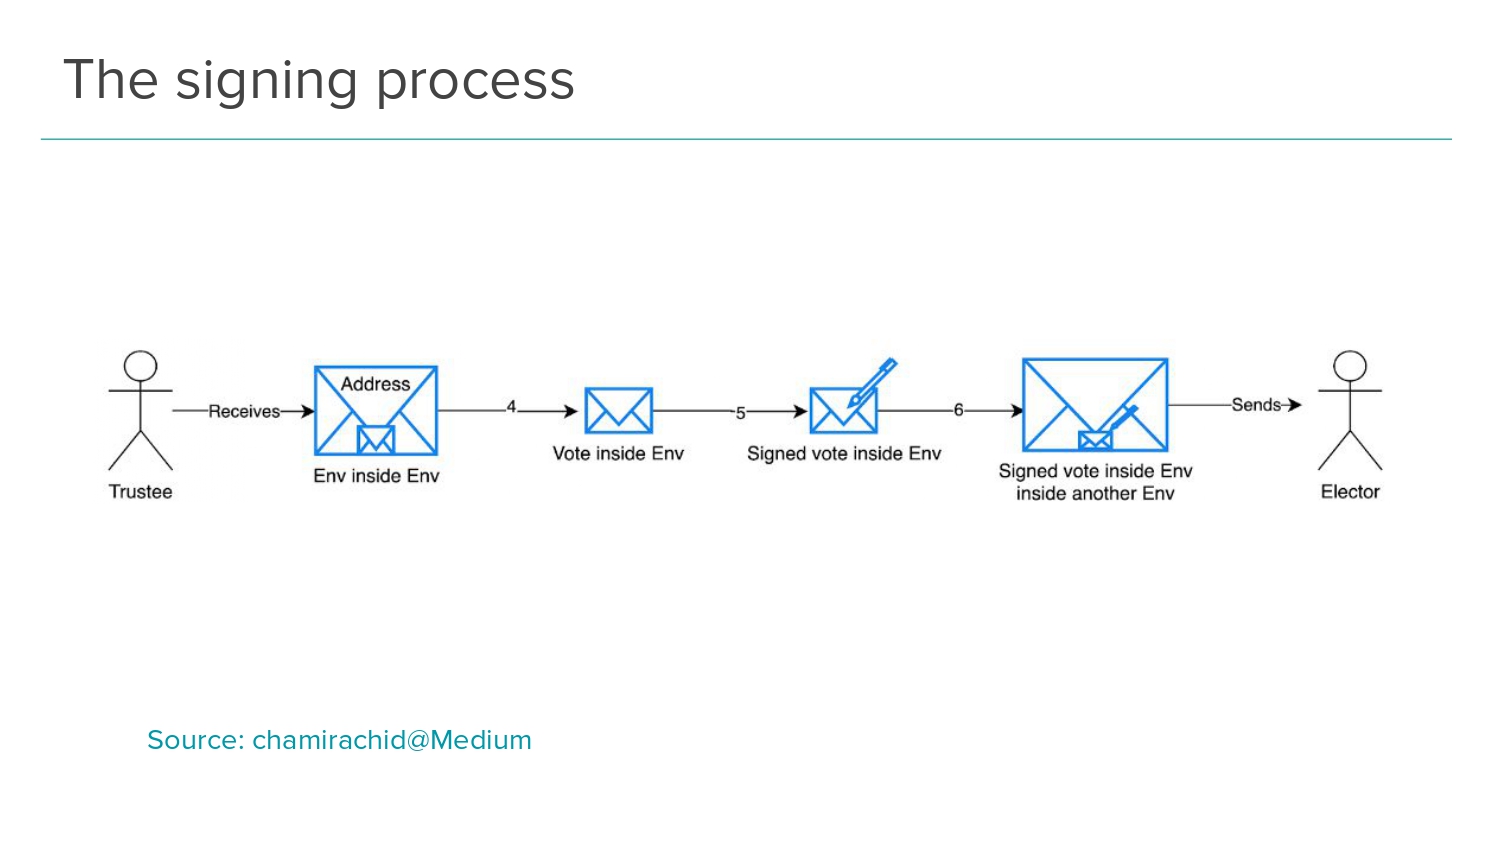 The signing process
Address
Receives
4
5
6
Sends
Trustee
Env inside Env
Vote inside Env
Signed vote inside Env
Signed vote inside Env
inside another Env
Elector
Source: chamirachid@Medium